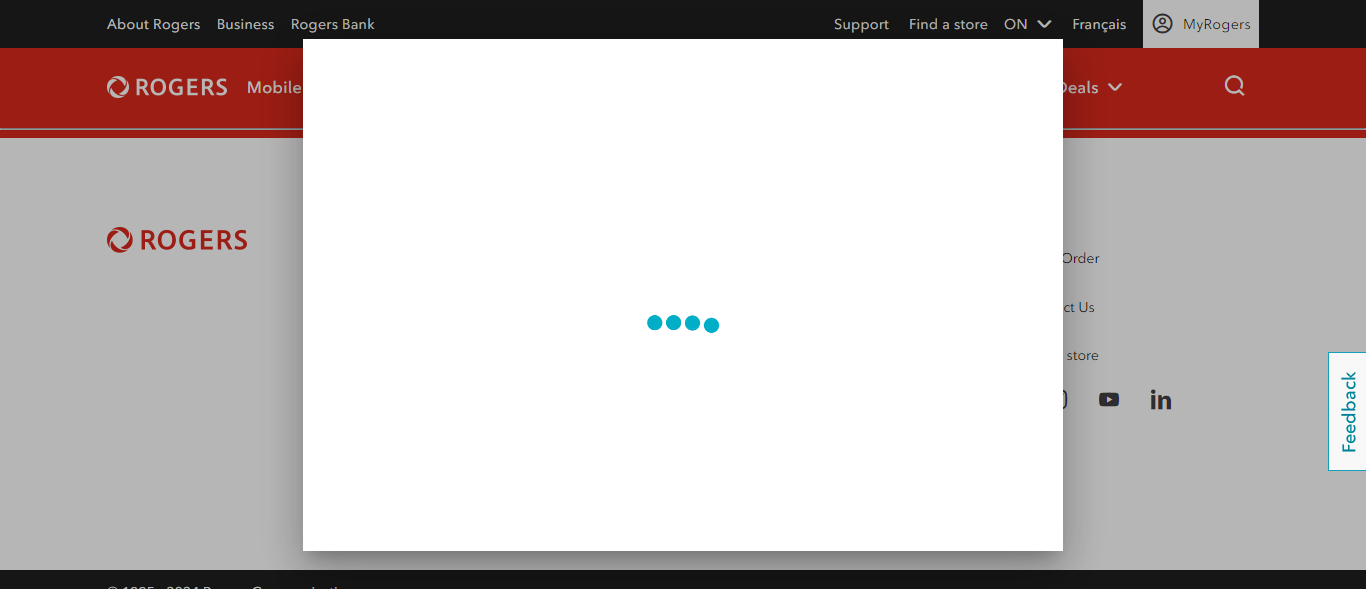 About Rogers Business Rogers Bank Support Find a store ON Français MyRogers
ROGERS Mobile Deals
ROGERS
Order
ct Us
store
Feedback